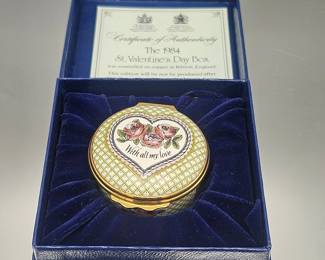 Certificate of Authenticity
The 1984
St. Valentine's Day Box
This edition will be not be produced after
With all my love